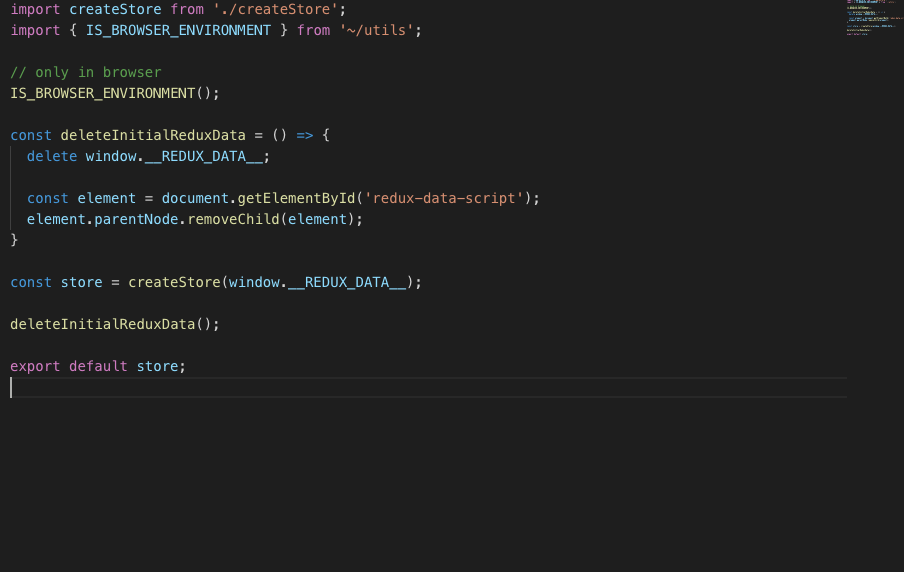 import createStore from './createStore';
import { IS_BROWSER_ENVIRONMENT } from '~/utils';
// only in browser
IS_BROWSER_ENVIRONMENT();
const deleteInitialReduxData = () => {
delete window.__REDUX_DATA__;
const element = document.getElementById('redux-data-script');
element.parentNode.removeChild(element);
}
const store = createStore(window.__REDUX_DATA__);
deleteInitialReduxData();
export default store;